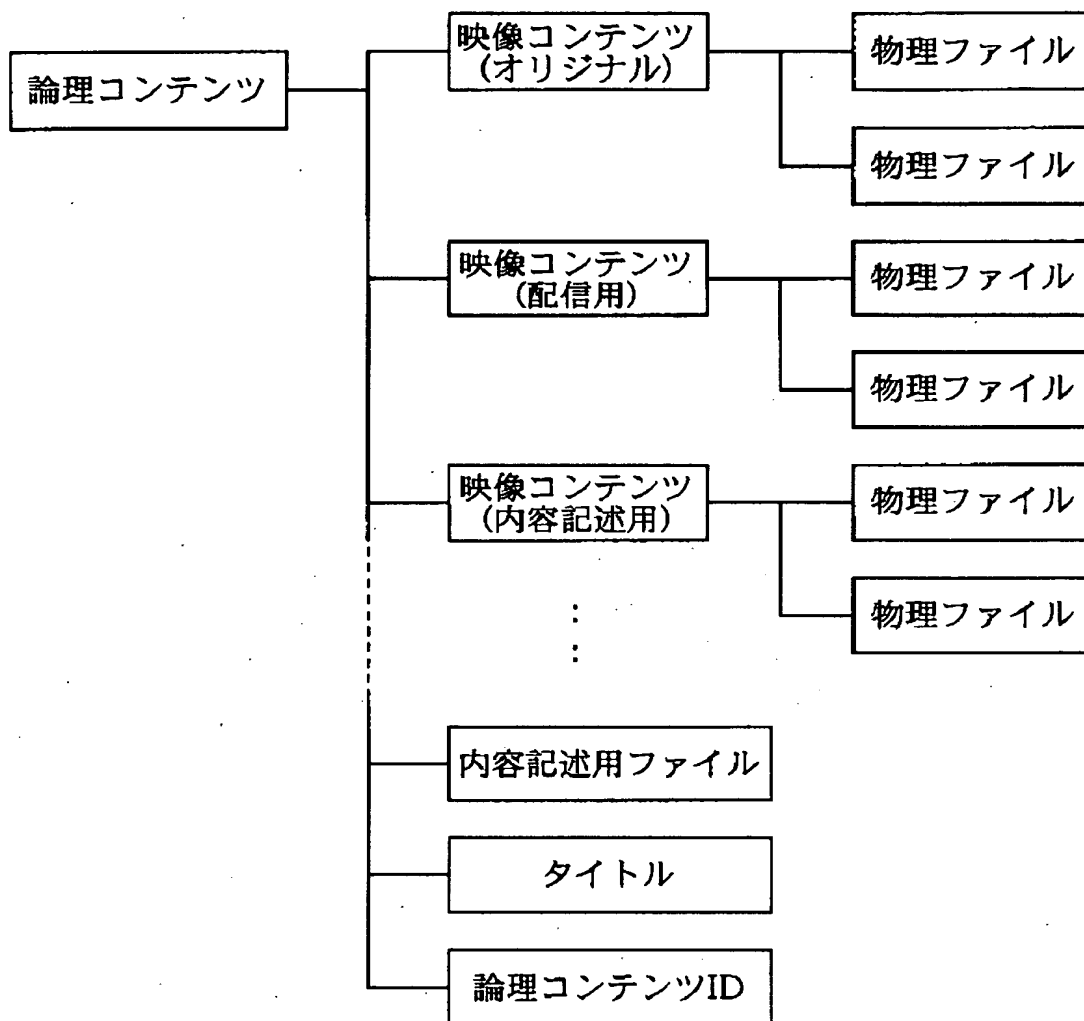 論理コンテンツ
映像コンテンツ
(オリジナル)
物理ファイル
物理ファイル
映像コンテンツ
(配信用)
物理ファイル
物理ファイル
映像コンテンツ
(内容記述用)
物理ファイル
物理ファイル
内容記述用ファイル
タイトル
論理コンテンツID